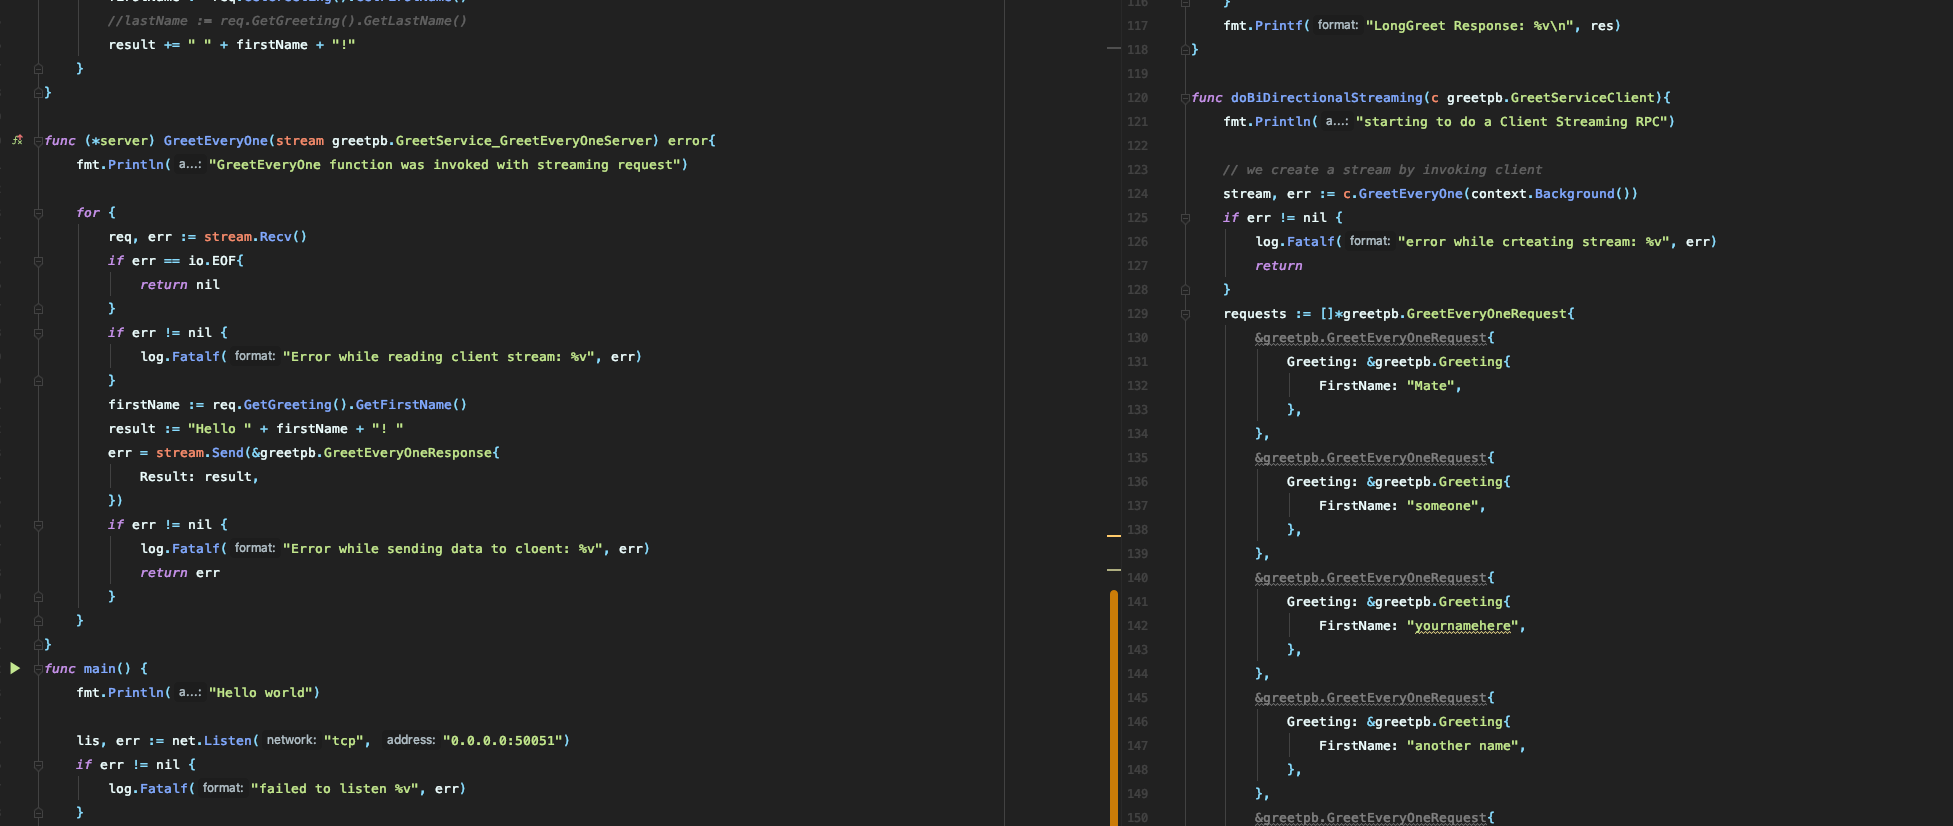 //lastName := req.GetGreeting().GetLastName()
result += " " + firstName + "!"
}
}
func (*server) GreetEveryOne(stream greetpb.GreetService_GreetEveryOneServer) error{
fmt.Println( a...: "GreetEveryOne function was invoked with streaming request")
for {
req, err := stream.Recv()
if err == io.EOF{
return nil
}
if err != nil {
log.Fatalf( format: "Error while reading client stream: %v", err)
}
firstName := req.GetGreeting().GetFirstName()
result := "Hello " + firstName + "! "
err = stream.Send(&greetpb.GreetEveryOneResponse{
Result: result,
})
if err != nil {
log.Fatalf( format: "Error while sending data to cloent: %v", err)
return err
}
}
}
func main() {
fmt.Println( a...: "Hello world")
lis, err := net.Listen( network: "tcp", address: "0.0.0.0:50051")
if err != nil {
log.Fatalf( format: "failed to listen %v", err)
}
116 }
117 fmt.Printf( format: "LongGreet Response: %v\n", res)
118 }
119
120 func doBiDirectionalStreaming(c greetpb.GreetServiceClient){
121 fmt.Println( a...: "starting to do a Client Streaming RPC")
122
123 // we create a stream by invoking client
124 stream, err := c.GreetEveryOne(context.Background())
125 if err != nil {
126 log.Fatalf( format: "error while crteating stream: %v", err)
127 return
128 }
129 requests := []*greetpb.GreetEveryOneRequest{
130 &greetpb.GreetEveryOneRequest{
131 Greeting: &greetpb.Greeting{
132 FirstName: "Mate",
133 },
134 },
135 &greetpb.GreetEveryOneRequest{
136 Greeting: &greetpb.Greeting{
137 FirstName: "someone",
138 },
139 },
140 &greetpb.GreetEveryOneRequest{
141 Greeting: &greetpb.Greeting{
142 FirstName: "yournamehere",
143 },
144 },
145 &greetpb.GreetEveryOneRequest{
146 Greeting: &greetpb.Greeting{
147 FirstName: "another name",
148 },
149 },
150 &greetpb.GreetEveryOneRequest{